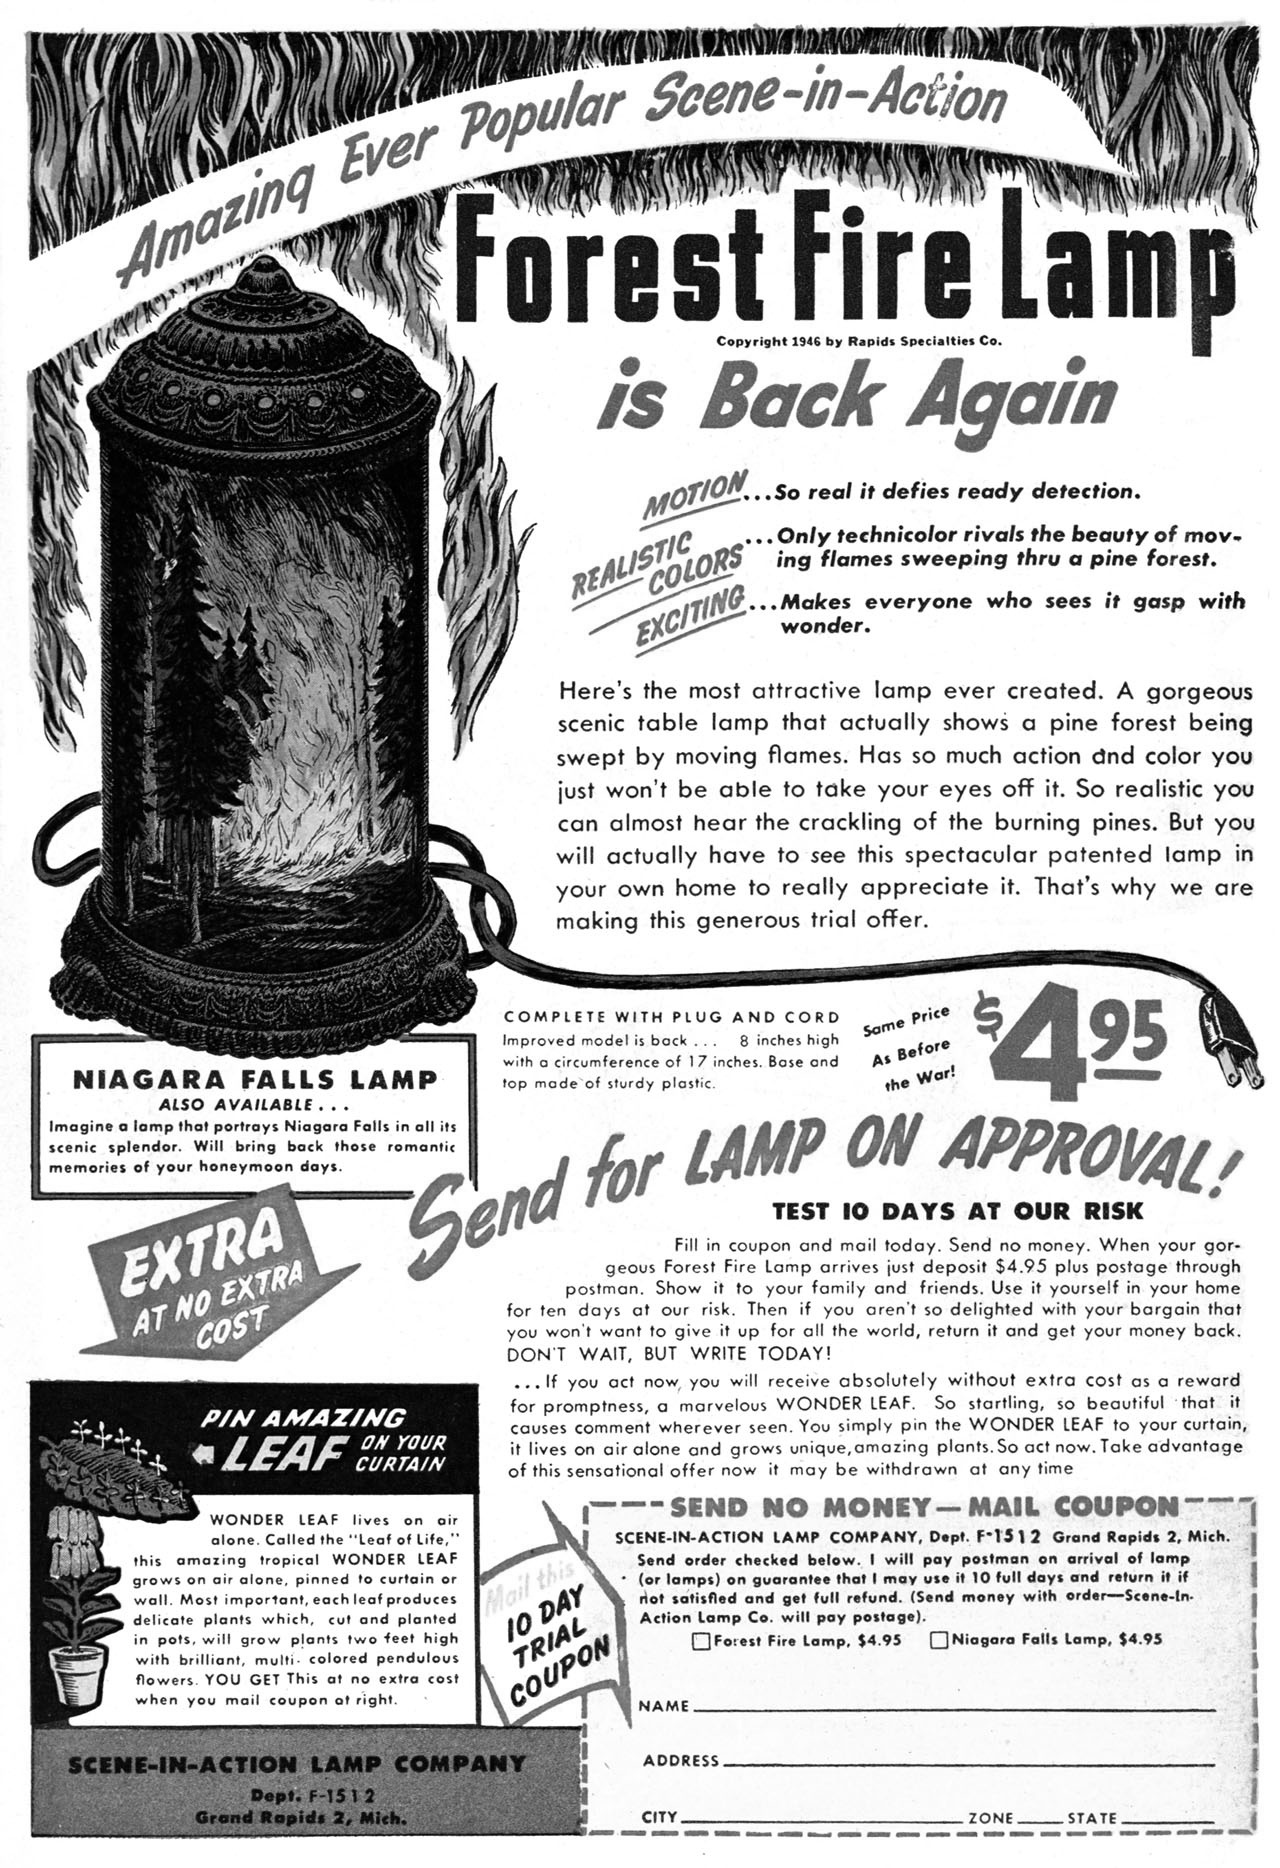 Amazing Ever Popular Scene-in-Action
Forest Fire Lamp
Copyright 1946 by Rapids Specialties Co.
is Back Again
MOTION...So real it defies ready detection.
REALISTIC COLORS...Only technicolor rivals the beauty of mov-
ing flames sweeping thru a pine forest.
EXCITING...Makes everyone who sees it gasp with
wonder.
Here's the most attractive lamp ever created. A gorgeous
scenic table lamp that actually shows a pine forest being
swept by moving flames. Has so much action and color you
just won't be able to take your eyes off it. So realistic you
can almost hear the crackling of the burning pines. But you
will actually have to see this spectacular patented lamp in
your own home to really appreciate it. That's why we are
making this generous trial offer.
COMPLETE WITH PLUG AND CORD
Improved model is back... 8 inches high
with a circumference of 17 inches. Base and
top made of sturdy plastic.
Same Price
As Before
the War!
$4.95
NIAGARA FALLS LAMP
ALSO AVAILABLE...
Imagine a lamp that portrays Niagara Falls in all its
scenic splendor. Will bring back those romantic
memories of your honeymoon days.
Send for LAMP ON APPROVAL!
TEST 10 DAYS AT OUR RISK
Fill in coupon and mail today. Send no money. When your gor-
geous Forest Fire Lamp arrives just deposit $4.95 plus postage through
postman. Show it to your family and friends. Use it yourself in your home
for ten days at our risk. Then if you aren't so delighted with your bargain that
you won't want to give it up for all the world, return it and get your money back.
DON'T WAIT, BUT WRITE TODAY!
...If you act now, you will receive absolutely without extra cost as a reward
for promptness, a marvelous WONDER LEAF. So startling, so beautiful that it
causes comment wherever seen. You simply pin the WONDER LEAF to your curtain,
it lives on air alone and grows unique, amazing plants. So act now. Take advantage
of this sensational offer now it may be withdrawn at any time
EXTRA
AT NO EXTRA
COST
PIN AMAZING
LEAF ON YOUR
CURTAIN
WONDER LEAF lives on air
alone. Called the "Leaf of Life,"
this amazing tropical WONDER LEAF
grows on air alone, pinned to curtain or
wall. Most important, each leaf produces
delicate plants which, cut and planted
in pots, will grow plants two feet high
with brilliant, multi-colored pendulous
flowers. YOU GET This at no extra cost
when you mail coupon at right.
SCENE-IN-ACTION LAMP COMPANY
Dept. F-1512
Grand Rapids 2, Mich.
Mail this
10 DAY
TRIAL
COUPON
SEND NO MONEY—MAIL COUPON
SCENE-IN-ACTION LAMP COMPANY, Dept. F-1512 Grand Rapids 2, Mich.
Send order checked below. I will pay postman on arrival of lamp
(or lamps) on guarantee that I may use it 10 full days and return it if
not satisfied and get full refund. (Send money with order—Scene-In-
Action Lamp Co. will pay postage).
Forest Fire Lamp, $4.95 Niagara Falls Lamp, $4.95
NAME
ADDRESS
CITY ZONE STATE